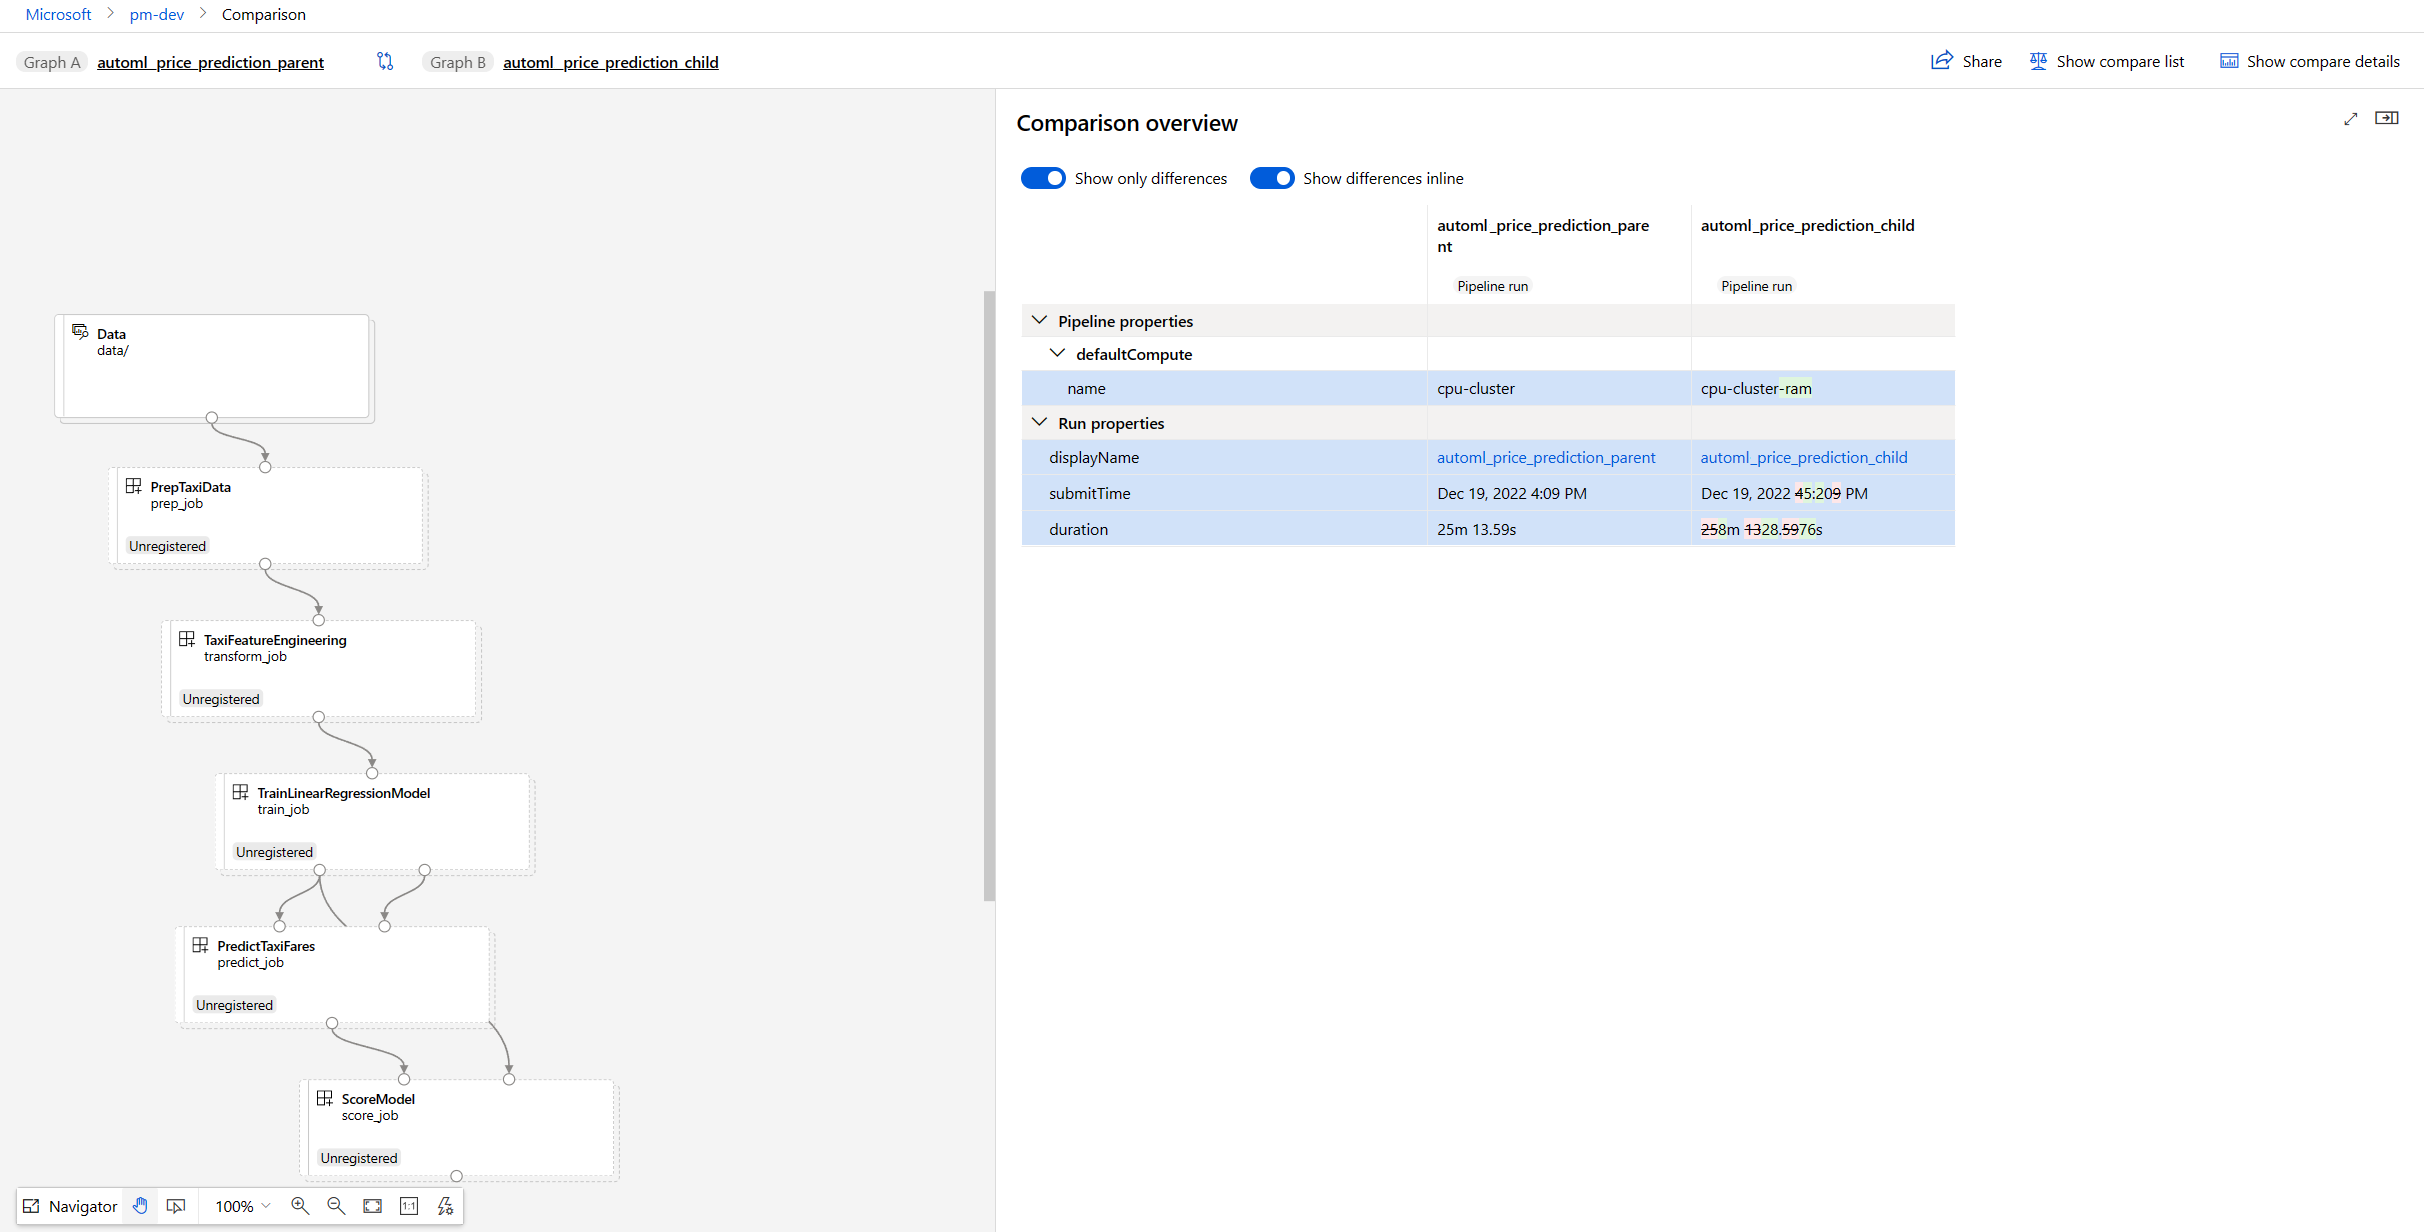 Microsoft > pm-dev > Comparison
Graph A automl_price_prediction_parent Graph B automl_price_prediction_child Share Show compare list Show compare details
Data
data/
PrepTaxiData
prep_job
Unregistered
TaxiFeatureEngineering
transform_job
Unregistered
TrainLinearRegressionModel
train_job
Unregistered
PredictTaxiFares
predict_job
Unregistered
ScoreModel
score_job
Unregistered
Navigator 100% 1:1
Comparison overview
Show only differences Show differences inline
automl_price_prediction_pare
nt
automl_price_prediction_child
Pipeline run Pipeline run
Pipeline properties
defaultCompute
name cpu-cluster cpu-cluster-ram
Run properties
displayName automl_price_prediction_parent automl_price_prediction_child
submitTime Dec 19, 2022 4:09 PM Dec 19, 2022 45:209 PM
duration 25m 13.59s 258m 1328.5976s